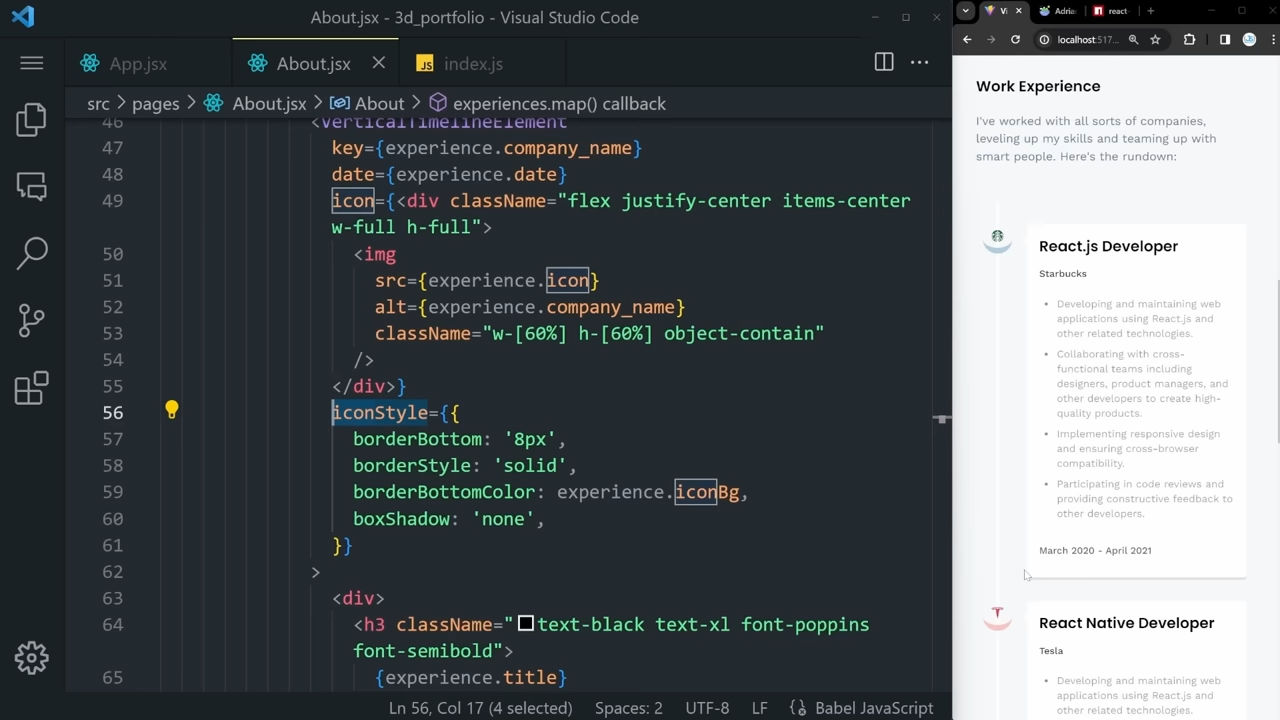 About.jsx - 3d_portfolio - Visual Studio Code
App.jsx
About.jsx
JS index.js
src > pages > About.jsx > About > experiences.map() callback
46 <VerticalTimelineElement
47 key={experience.company_name}
48 date={experience.date}
49 icon={<div className="flex justify-center items-center
w-full h-full">
50 <img
51 src={experience.icon}
52 alt={experience.company_name}
53 className="w-[60%] h-[60%] object-contain"
54 />
55 </div>}
56 iconStyle={{
57 borderBottom: '8px',
58 borderStyle: 'solid',
59 borderBottomColor: experience.iconBg,
60 boxShadow: 'none',
61 }}
62 >
63 <div>
64 <h3 className="text-black text-xl font-poppins
font-semibold">
65 {experience.title}
Ln 56, Col 17 (4 selected) Spaces: 2 UTF-8 LF Babel JavaScript
Adria
react
localhost:517...
Work Experience
I've worked with all sorts of companies,
leveling up my skills and teaming up with
smart people. Here's the rundown:
React.js Developer
Starbucks
• Developing and maintaining web
applications using React.js and
other related technologies.
• Collaborating with cross-
functional teams including
designers, product managers, and
other developers to create high-
quality products.
• Implementing responsive design
and ensuring cross-browser
compatibility.
• Participating in code reviews and
providing constructive feedback to
other developers.
March 2020 - April 2021
React Native Developer
Tesla
• Developing and maintaining web
applications using React.js and
other related technologies.